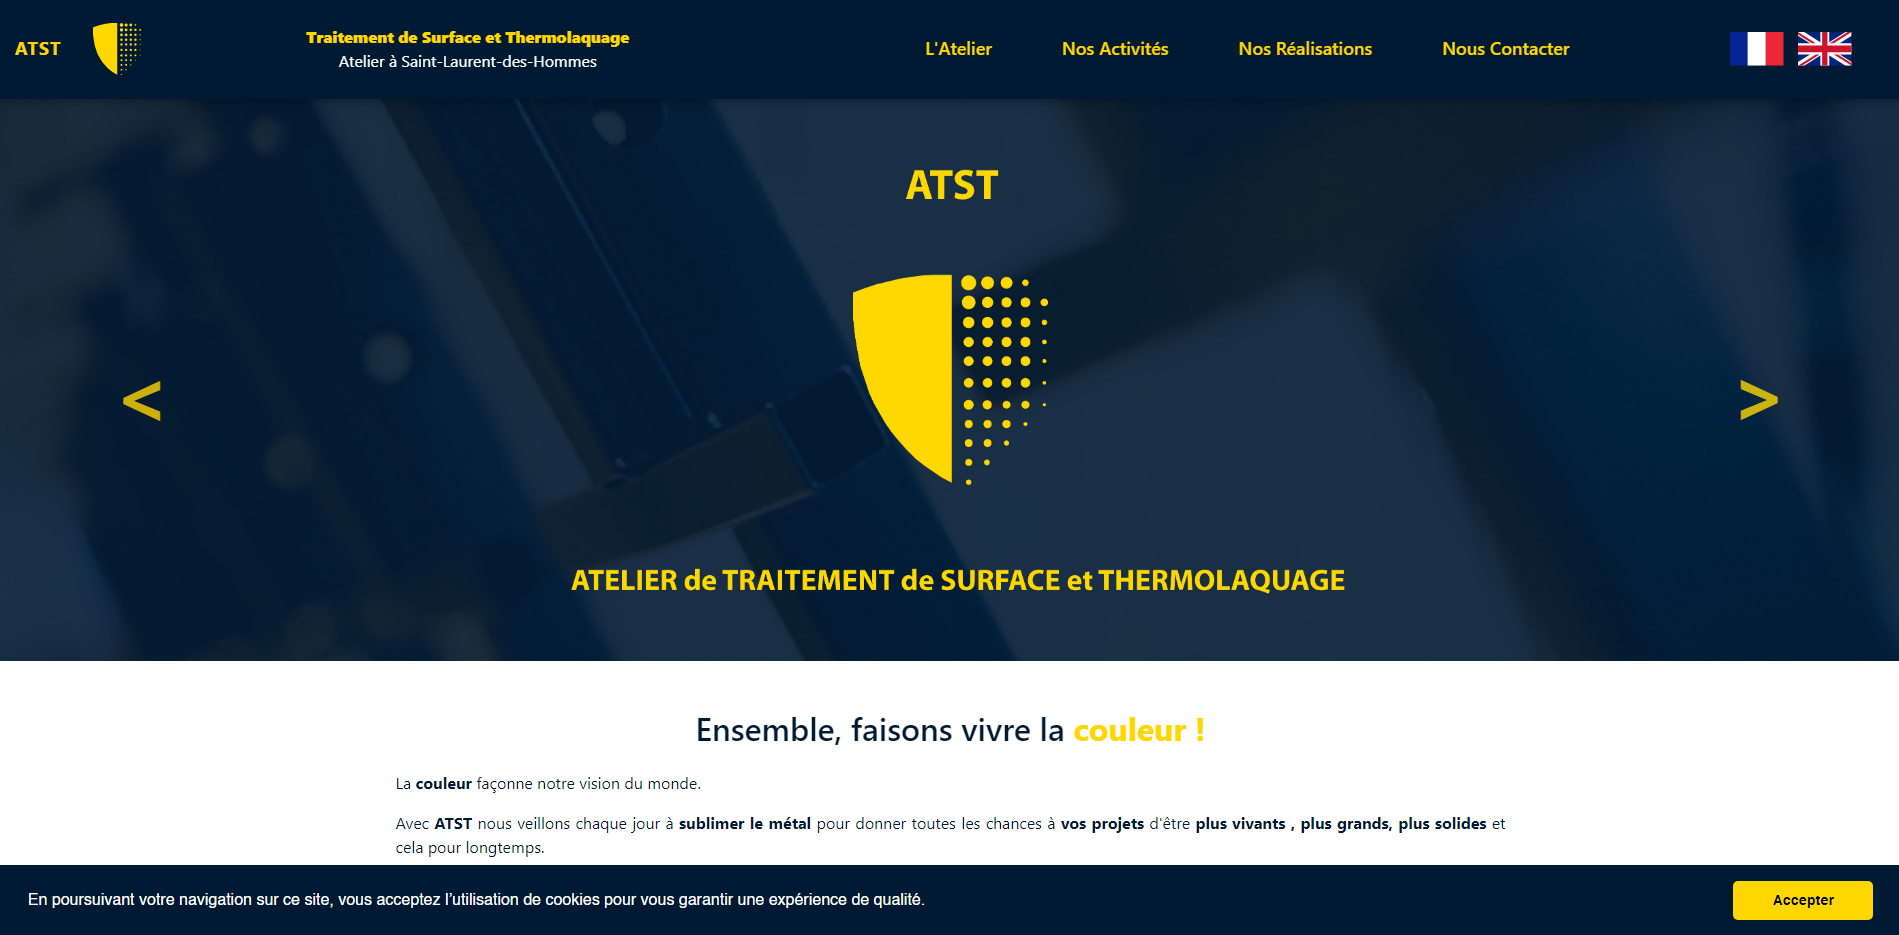 ATST
Traitement de Surface et Thermolaquage
Atelier à Saint-Laurent-des-Hommes
L'Atelier
Nos Activités
Nos Réalisations
Nous Contacter
ATST
<
>
ATELIER de TRAITEMENT de SURFACE et THERMOLAQUAGE
Ensemble, faisons vivre la couleur !
La couleur façonne notre vision du monde.
Avec ATST nous veillons chaque jour à sublimer le métal pour donner toutes les chances à vos projets d'être plus vivants , plus grands, plus solides et
cela pour longtemps.
En poursuivant votre navigation sur ce site, vous acceptez l’utilisation de cookies pour vous garantir une expérience de qualité.
Accepter